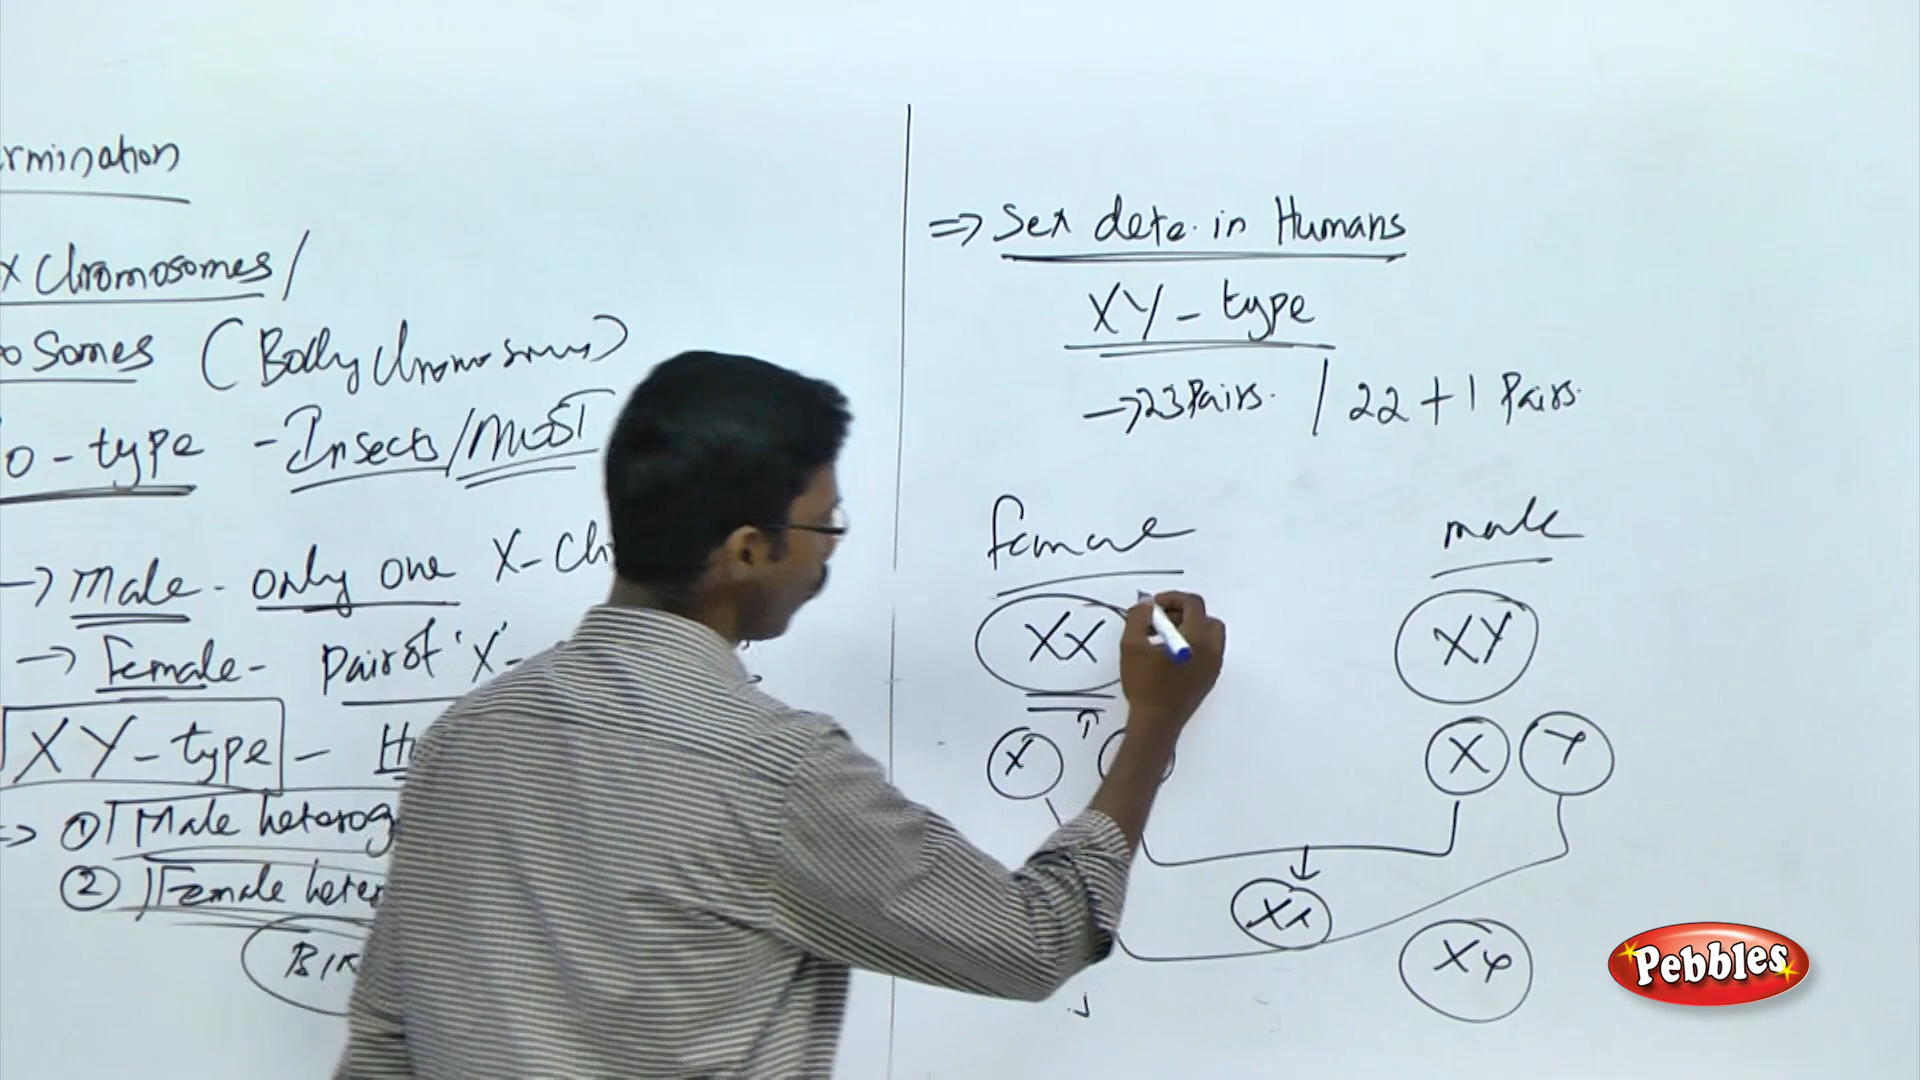 rmination
x Chromosomes /
osomes (Body chromosomes)
o - type - Insects / MOST
→ Male - only one X - Ch
→ Female - Pair of 'X' -
XY - type - H
=> ① Male heterog
② Female heter
BIR
=> Sex dete. in Humans
XY - type
→ 23 Pairs. / 22 + 1 Pairs.
female male
XX XY
X X Y
XX
XY
Pebbles